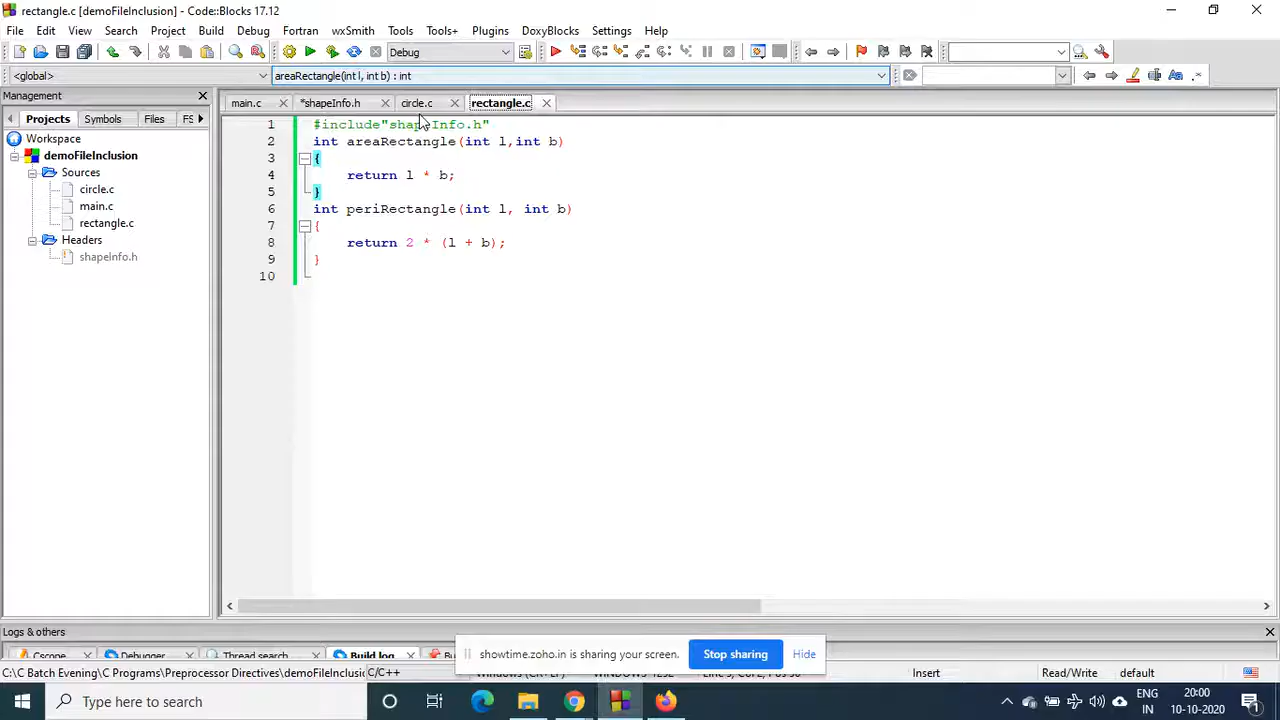 rectangle.c [demoFileInclusion] - Code::Blocks 17.12
File Edit View Search Project Build Debug Fortran wxSmith Tools Tools+ Plugins DoxyBlocks Settings Help
Debug
<global>
areaRectangle(int l, int b) : int
Management
main.c
*shapeInfo.h
circle.c
rectangle.c
Projects Symbols Files FS
Workspace
demoFileInclusion
Sources
circle.c
main.c
rectangle.c
Headers
shapeInfo.h
1 #include"shapeInfo.h"
2 int areaRectangle(int l,int b)
3 {
4 return l * b;
5 }
6 int periRectangle(int l, int b)
7 {
8 return 2 * (l + b);
9 }
10
Logs & others
Cscope Debugger Thread search Build log
showtime.zoho.in is sharing your screen. Stop sharing Hide
C:\C Batch Evening\C Programs\Preprocessor Directives\demoFileInclusio C/C++
Insert Read/Write default
Type here to search
ENG
IN
20:00
10-10-2020
1